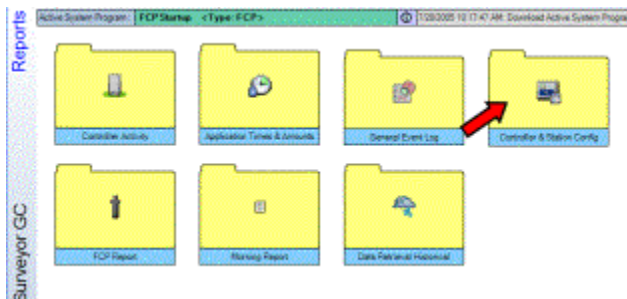 Reports
Surveyor GC
Active System Program: FCP Startup <Type: FCP>
7/28/2005 10:17:47 AM: Download Active System Progra
Controller Activity
Application Times & Amounts
General Event Log
Controller & Station Config
FCP Report
Morning Report
Data Retrieval Historical